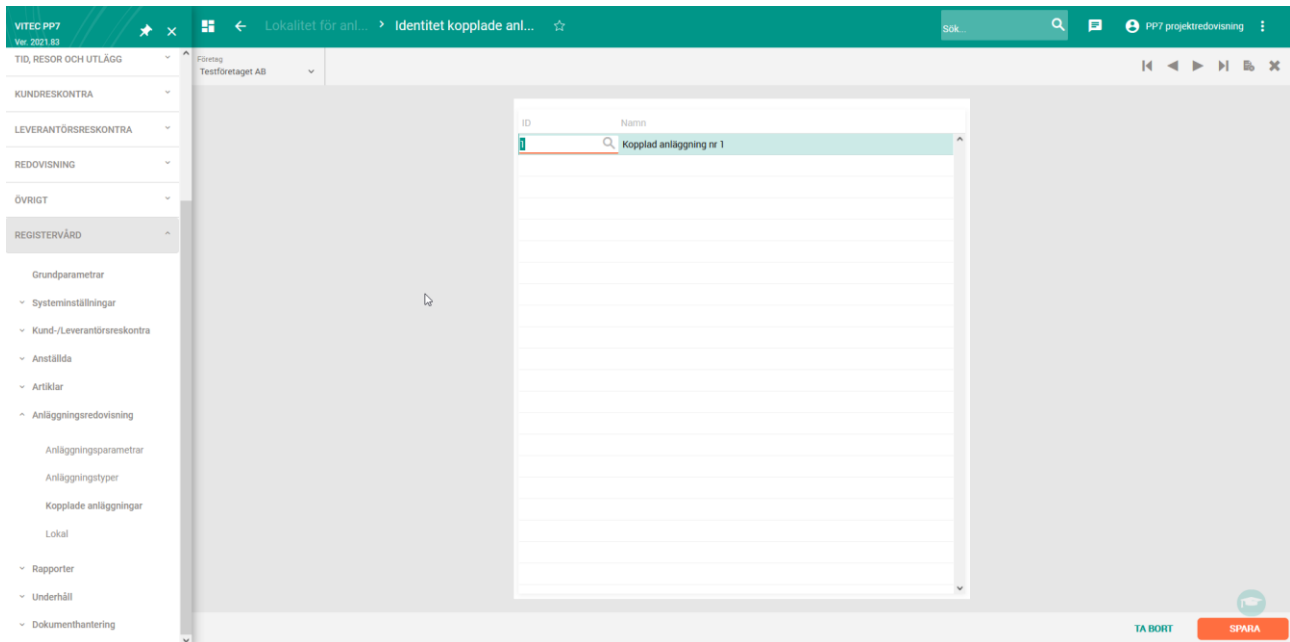 VITEC PP7
Ver. 2021.83
Lokalitet för anl... > Identitet kopplade anl...
Sök...
PP7 projektredovisning
TID, RESOR OCH UTLÄGG
KUNDRESKONTRA
LEVERANTÖRSRESKONTRA
REDOVISNING
ÖVRIGT
REGISTERVÅRD
Grundparametrar
Systeminställningar
Kund-/Leverantörsreskontra
Anställda
Artiklar
Anläggningsredovisning
Anläggningsparametrar
Anläggningstyper
Kopplade anläggningar
Lokal
Rapporter
Underhåll
Dokumenthantering
Företag
Testföretaget AB
ID Namn
1 Kopplad anläggning nr 1
TA BORT SPARA